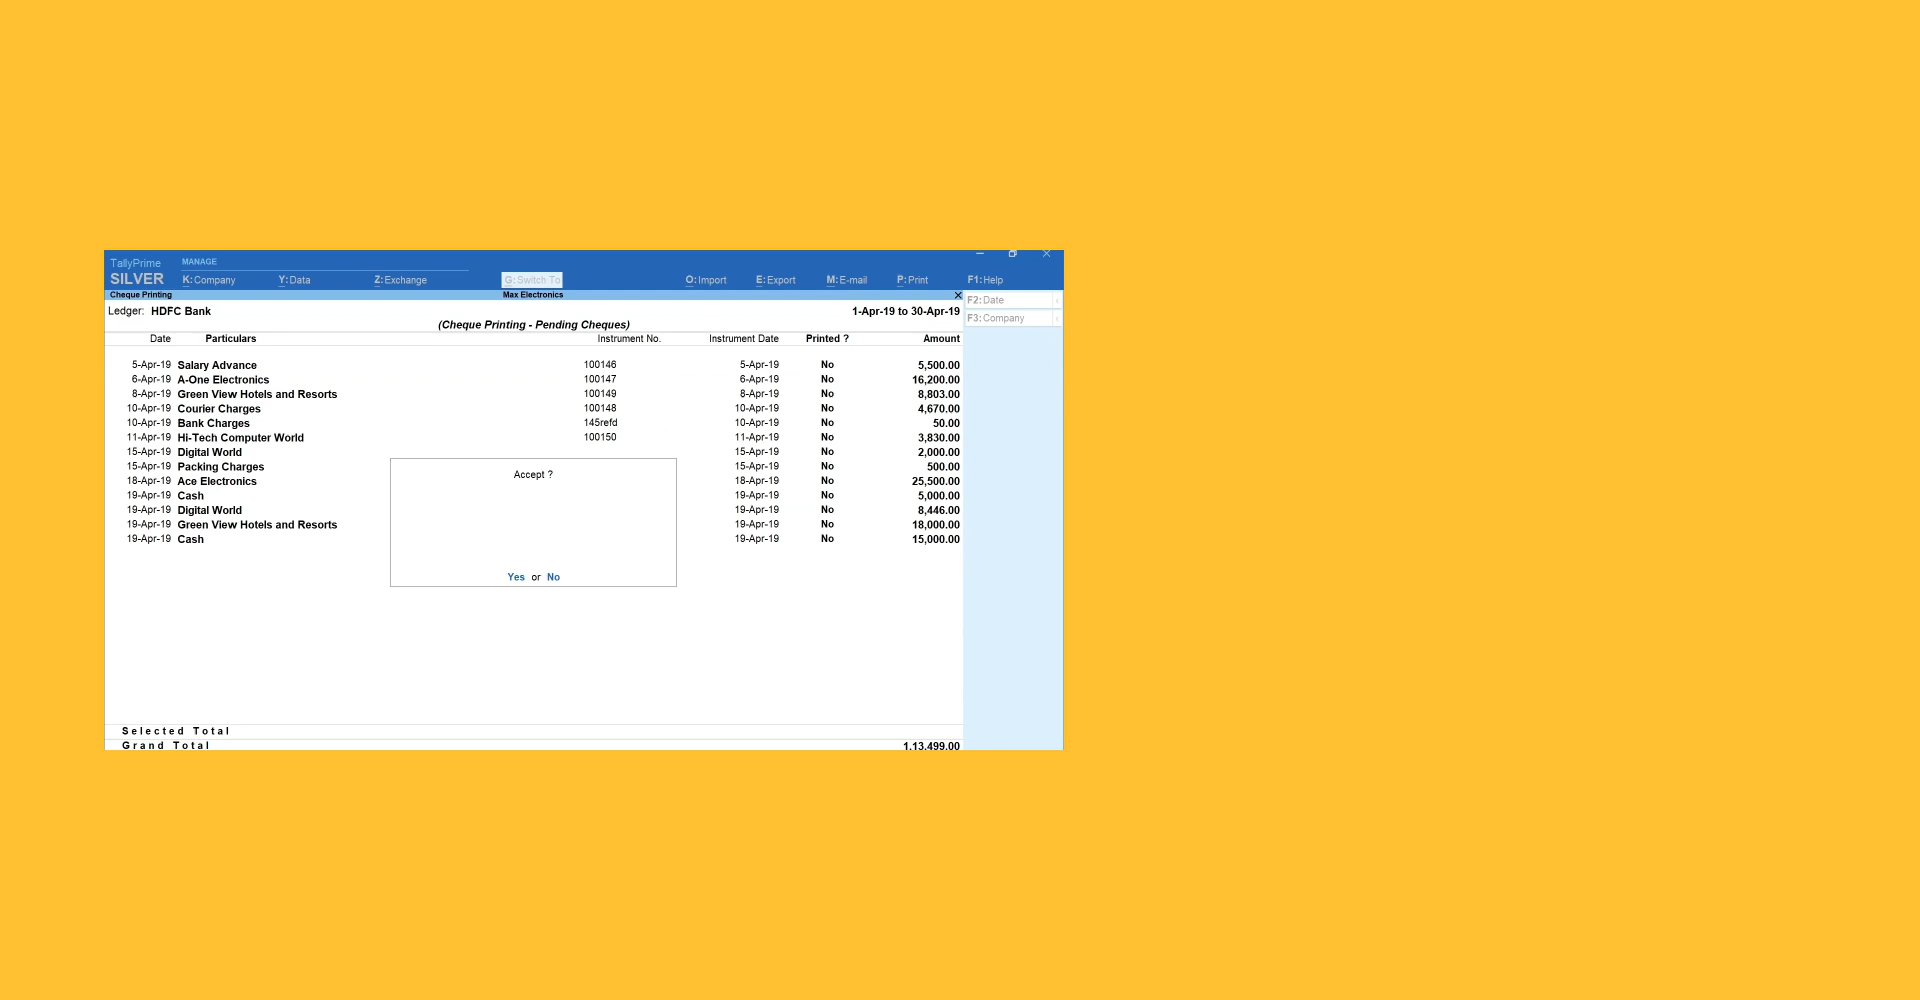 TallyPrime MANAGE
SILVER K:Company Y:Data Z:Exchange G:Switch To O:Import E:Export M:E-mail P:Print F1:Help
Cheque Printing Max Electronics
F2:Date
Ledger: HDFC Bank 1-Apr-19 to 30-Apr-19
F3:Company
(Cheque Printing - Pending Cheques)
Date Particulars Instrument No. Instrument Date Printed ? Amount
5-Apr-19 Salary Advance 100146 5-Apr-19 No 5,500.00
6-Apr-19 A-One Electronics 100147 6-Apr-19 No 16,200.00
8-Apr-19 Green View Hotels and Resorts 100149 8-Apr-19 No 8,803.00
10-Apr-19 Courier Charges 100148 10-Apr-19 No 4,670.00
10-Apr-19 Bank Charges 145refd 10-Apr-19 No 50.00
11-Apr-19 Hi-Tech Computer World 100150 11-Apr-19 No 3,830.00
15-Apr-19 Digital World 15-Apr-19 No 2,000.00
15-Apr-19 Packing Charges 15-Apr-19 No 500.00
Accept ?
18-Apr-19 Ace Electronics 18-Apr-19 No 25,500.00
19-Apr-19 Cash 19-Apr-19 No 5,000.00
19-Apr-19 Digital World 19-Apr-19 No 8,446.00
19-Apr-19 Green View Hotels and Resorts 19-Apr-19 No 18,000.00
19-Apr-19 Cash 19-Apr-19 No 15,000.00
Yes or No
Selected Total
Grand Total 1,13,499.00